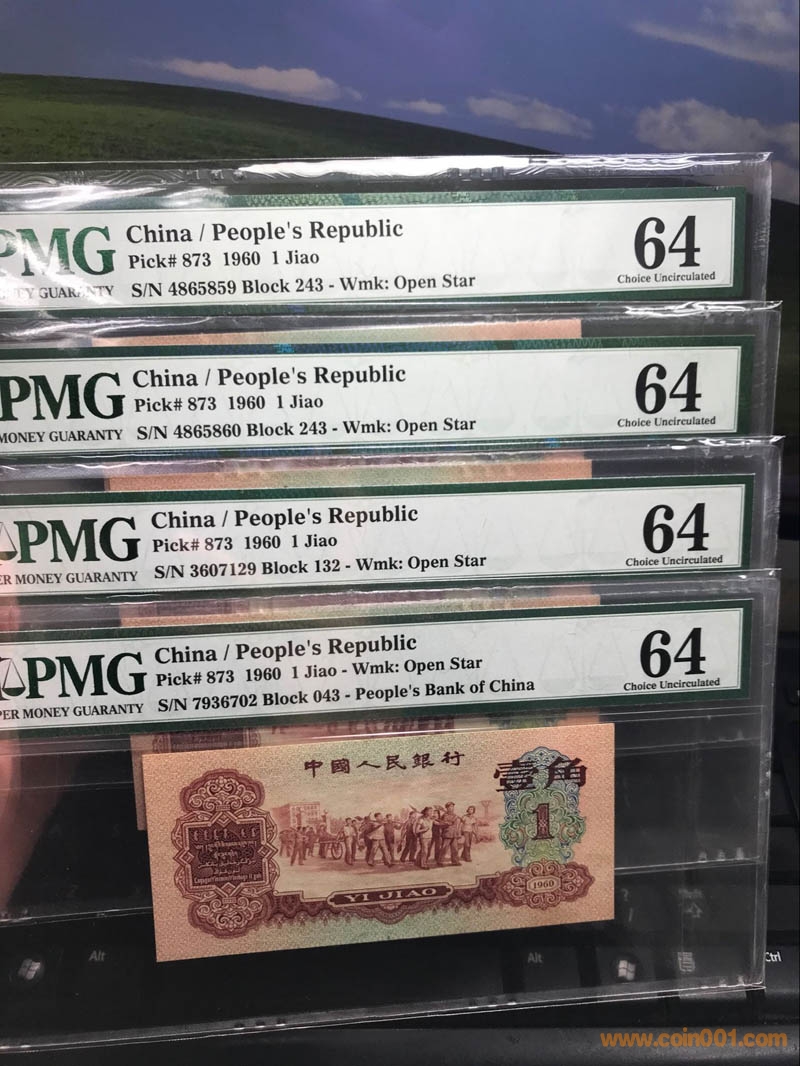 PMG
China / People's Republic
Pick# 873 1960 1 Jiao
S/N 4865859 Block 243 - Wmk: Open Star
64
Choice Uncirculated
PMG
MONEY GUARANTY
China / People's Republic
Pick# 873 1960 1 Jiao
S/N 4865860 Block 243 - Wmk: Open Star
64
Choice Uncirculated
PMG
ER MONEY GUARANTY
China / People's Republic
Pick# 873 1960 1 Jiao
S/N 3607129 Block 132 - Wmk: Open Star
64
Choice Uncirculated
PMG
PER MONEY GUARANTY
China / People's Republic
Pick# 873 1960 1 Jiao - Wmk: Open Star
S/N 7936702 Block 043 - People's Bank of China
64
Choice Uncirculated
中國人民銀行
壹角
1
YI JIAO
1960
Alt
Alt
Ctrl
www.coin001.com